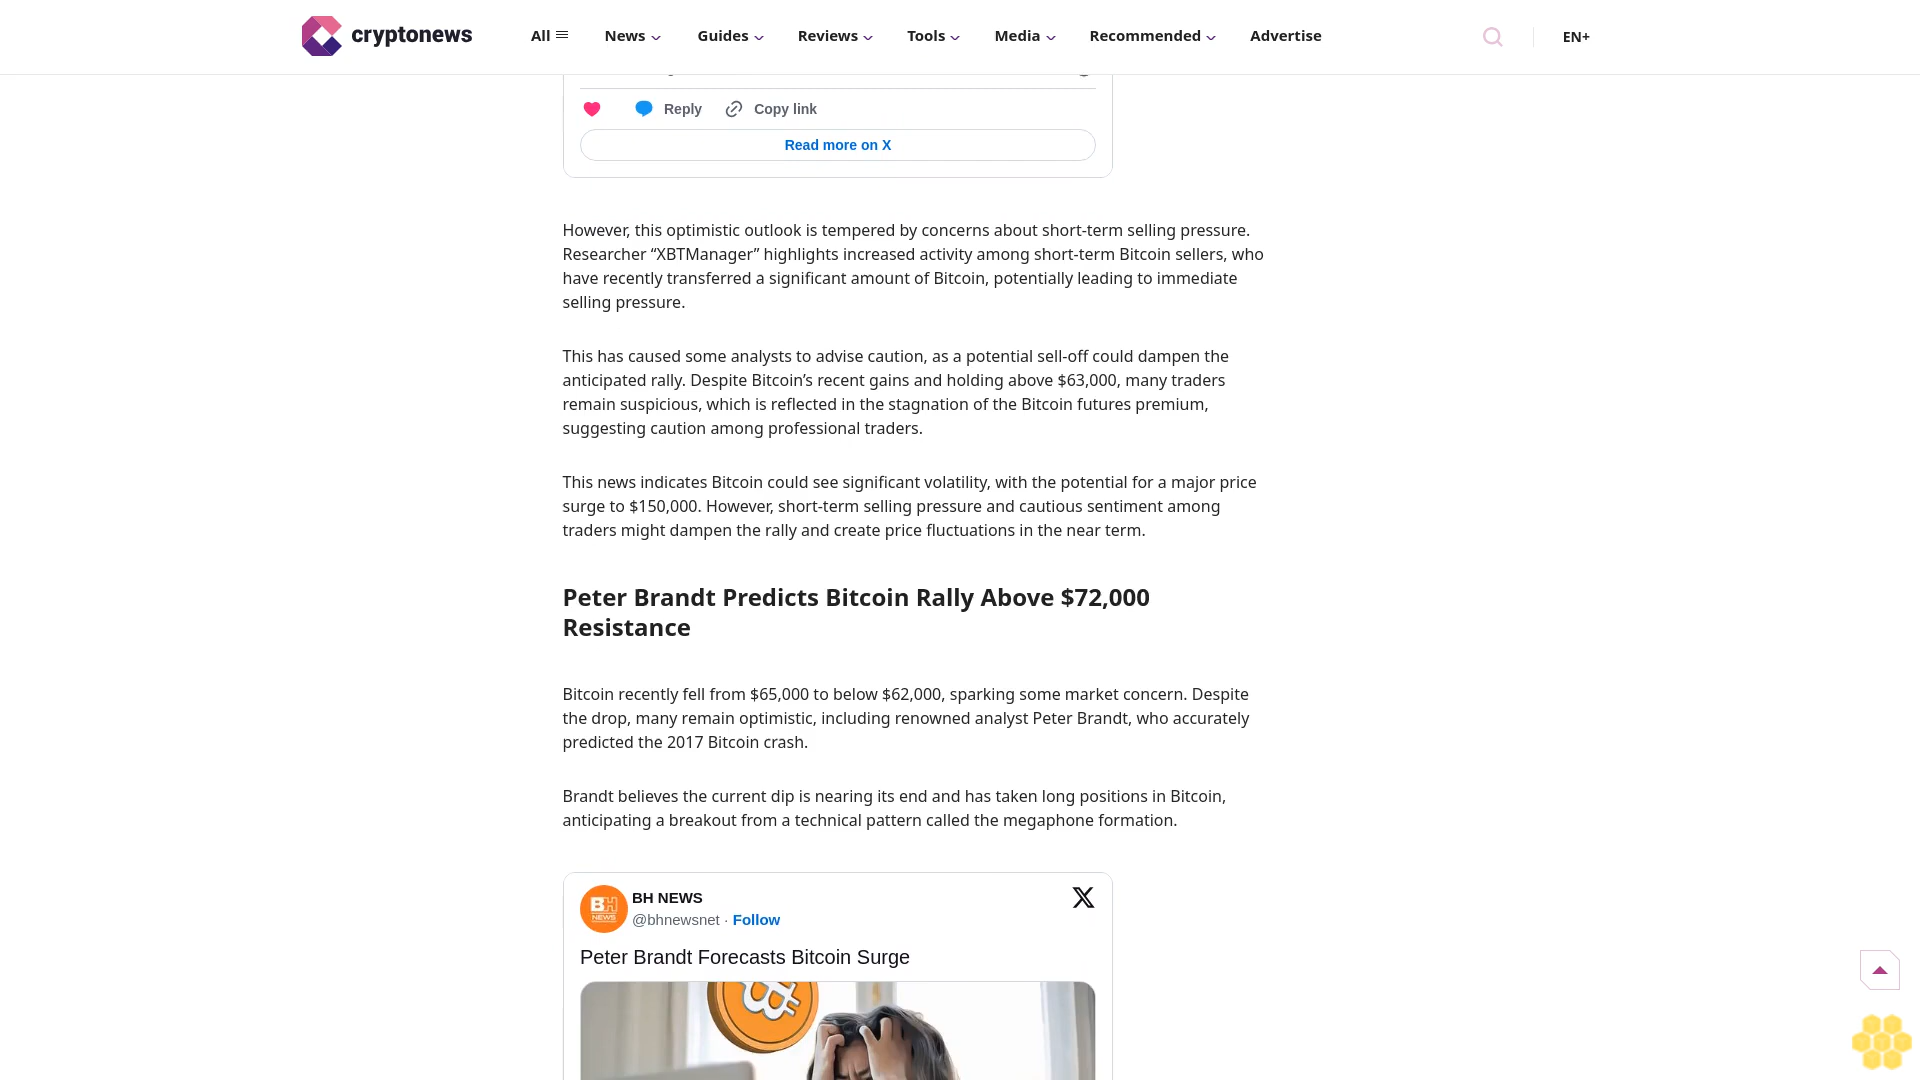 cryptonews
All
News
Guides
Reviews
Tools
Media
Recommended
Advertise
EN+
Reply
Copy link
Read more on X
However, this optimistic outlook is tempered by concerns about short-term selling pressure.
Researcher “XBTManager” highlights increased activity among short-term Bitcoin sellers, who
have recently transferred a significant amount of Bitcoin, potentially leading to immediate
selling pressure.
This has caused some analysts to advise caution, as a potential sell-off could dampen the
anticipated rally. Despite Bitcoin’s recent gains and holding above $63,000, many traders
remain suspicious, which is reflected in the stagnation of the Bitcoin futures premium,
suggesting caution among professional traders.
This news indicates Bitcoin could see significant volatility, with the potential for a major price
surge to $150,000. However, short-term selling pressure and cautious sentiment among
traders might dampen the rally and create price fluctuations in the near term.
Peter Brandt Predicts Bitcoin Rally Above $72,000
Resistance
Bitcoin recently fell from $65,000 to below $62,000, sparking some market concern. Despite
the drop, many remain optimistic, including renowned analyst Peter Brandt, who accurately
predicted the 2017 Bitcoin crash.
Brandt believes the current dip is nearing its end and has taken long positions in Bitcoin,
anticipating a breakout from a technical pattern called the megaphone formation.
BH NEWS
BH NEWS
@bhnewsnet · Follow
Peter Brandt Forecasts Bitcoin Surge